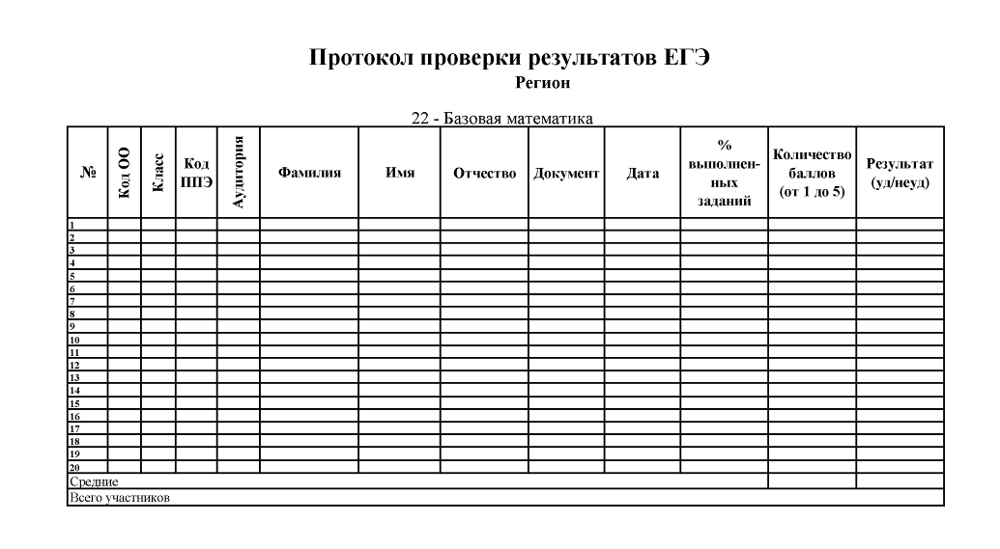 Протокол проверки результатов ЕГЭ
Регион
22 - Базовая математика
№
Код ОО
Класс
Код
ППЭ
Аудитория
Фамилия
Имя
Отчество
Документ
Дата
%
выполнен-
ных
заданий
Количество
баллов
(от 1 до 5)
Результат
(уд/неуд)
1
2
3
4
5
6
7
8
9
10
11
12
13
14
15
16
17
18
19
20
Средние
Всего участников